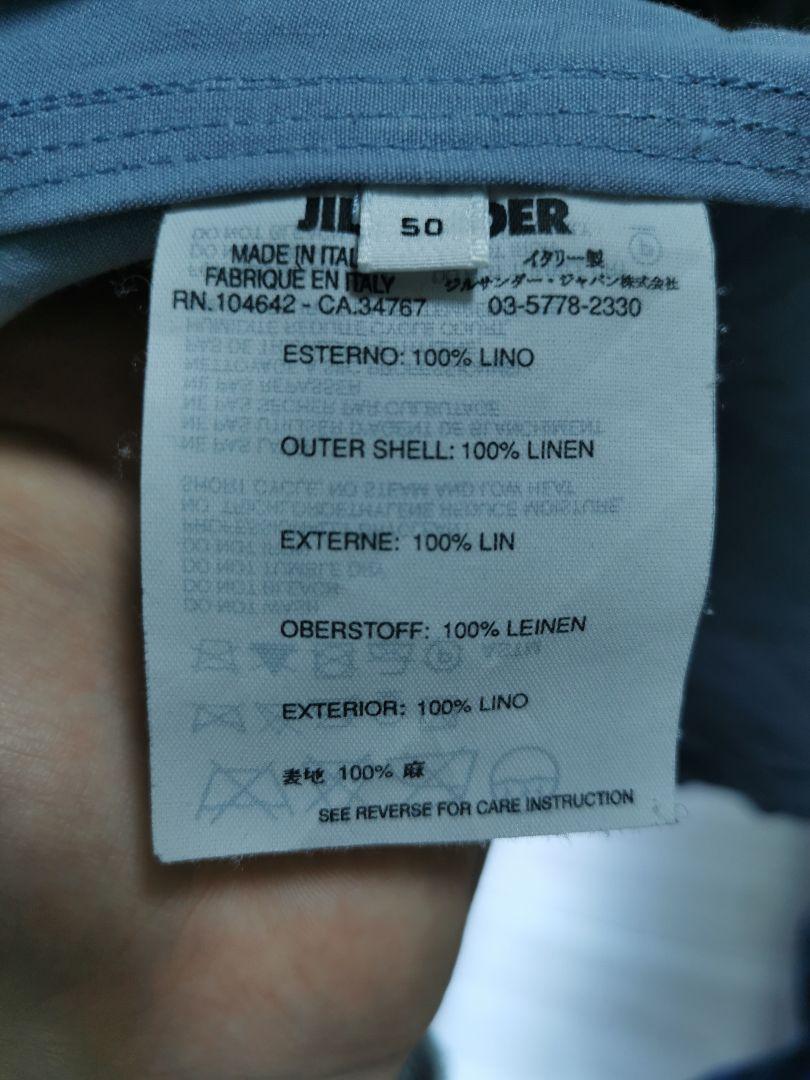 50
MADE IN
イタリー製
FABRIQUE EN ITALY
ジルサンダー・ジャパン株式会社
RN.104642 - CA.34767
03-5778-2330
ESTERNO: 100% LINO
OUTER SHELL: 100% LINEN
EXTERNE: 100% LIN
OBERSTOFF: 100% LEINEN
EXTERIOR: 100% LINO
表地 100% 麻
SEE REVERSE FOR CARE INSTRUCTION